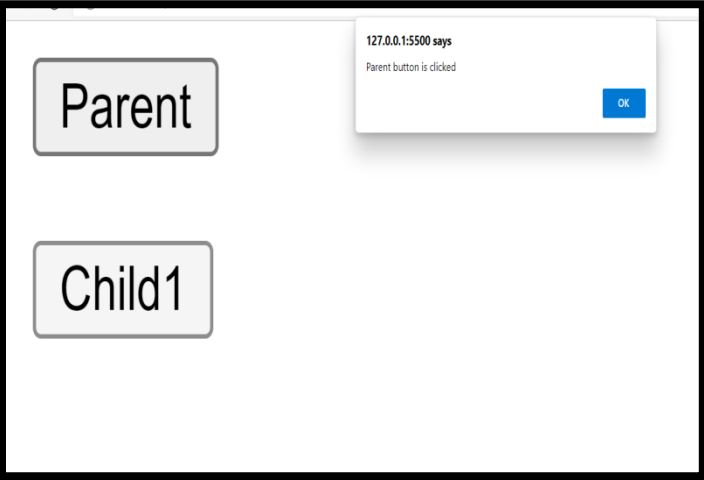 127.0.0.1:5500 says
Parent button is clicked
OK
Parent
Child1